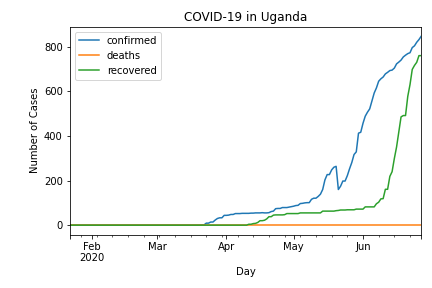 COVID-19 in Uganda
confirmed
deaths
recovered
Number of Cases
800
600
400
200
0
Feb
2020
Mar
Apr
May
Jun
Day